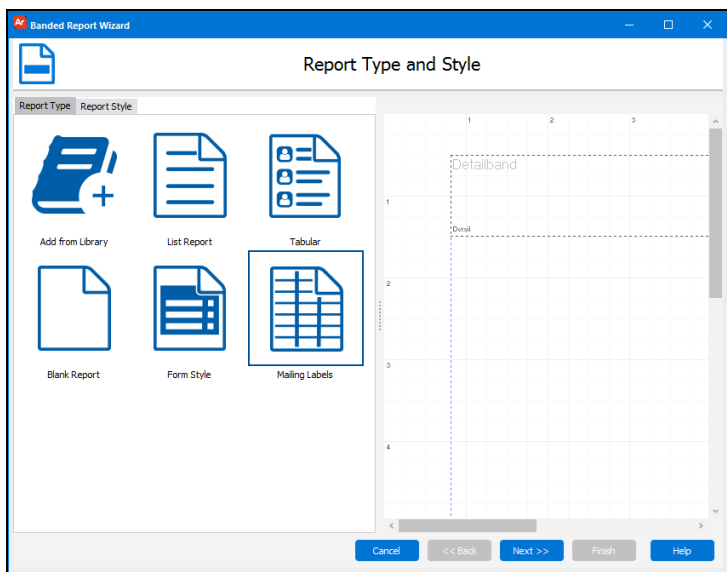 Ar Banded Report Wizard
Report Type and Style
Report Type Report Style
1 2 3
Detailband
1
Detail
Add from Library List Report Tabular
2
3
Blank Report Form Style Mailing Labels
4
Cancel << Back Next >> Finish Help